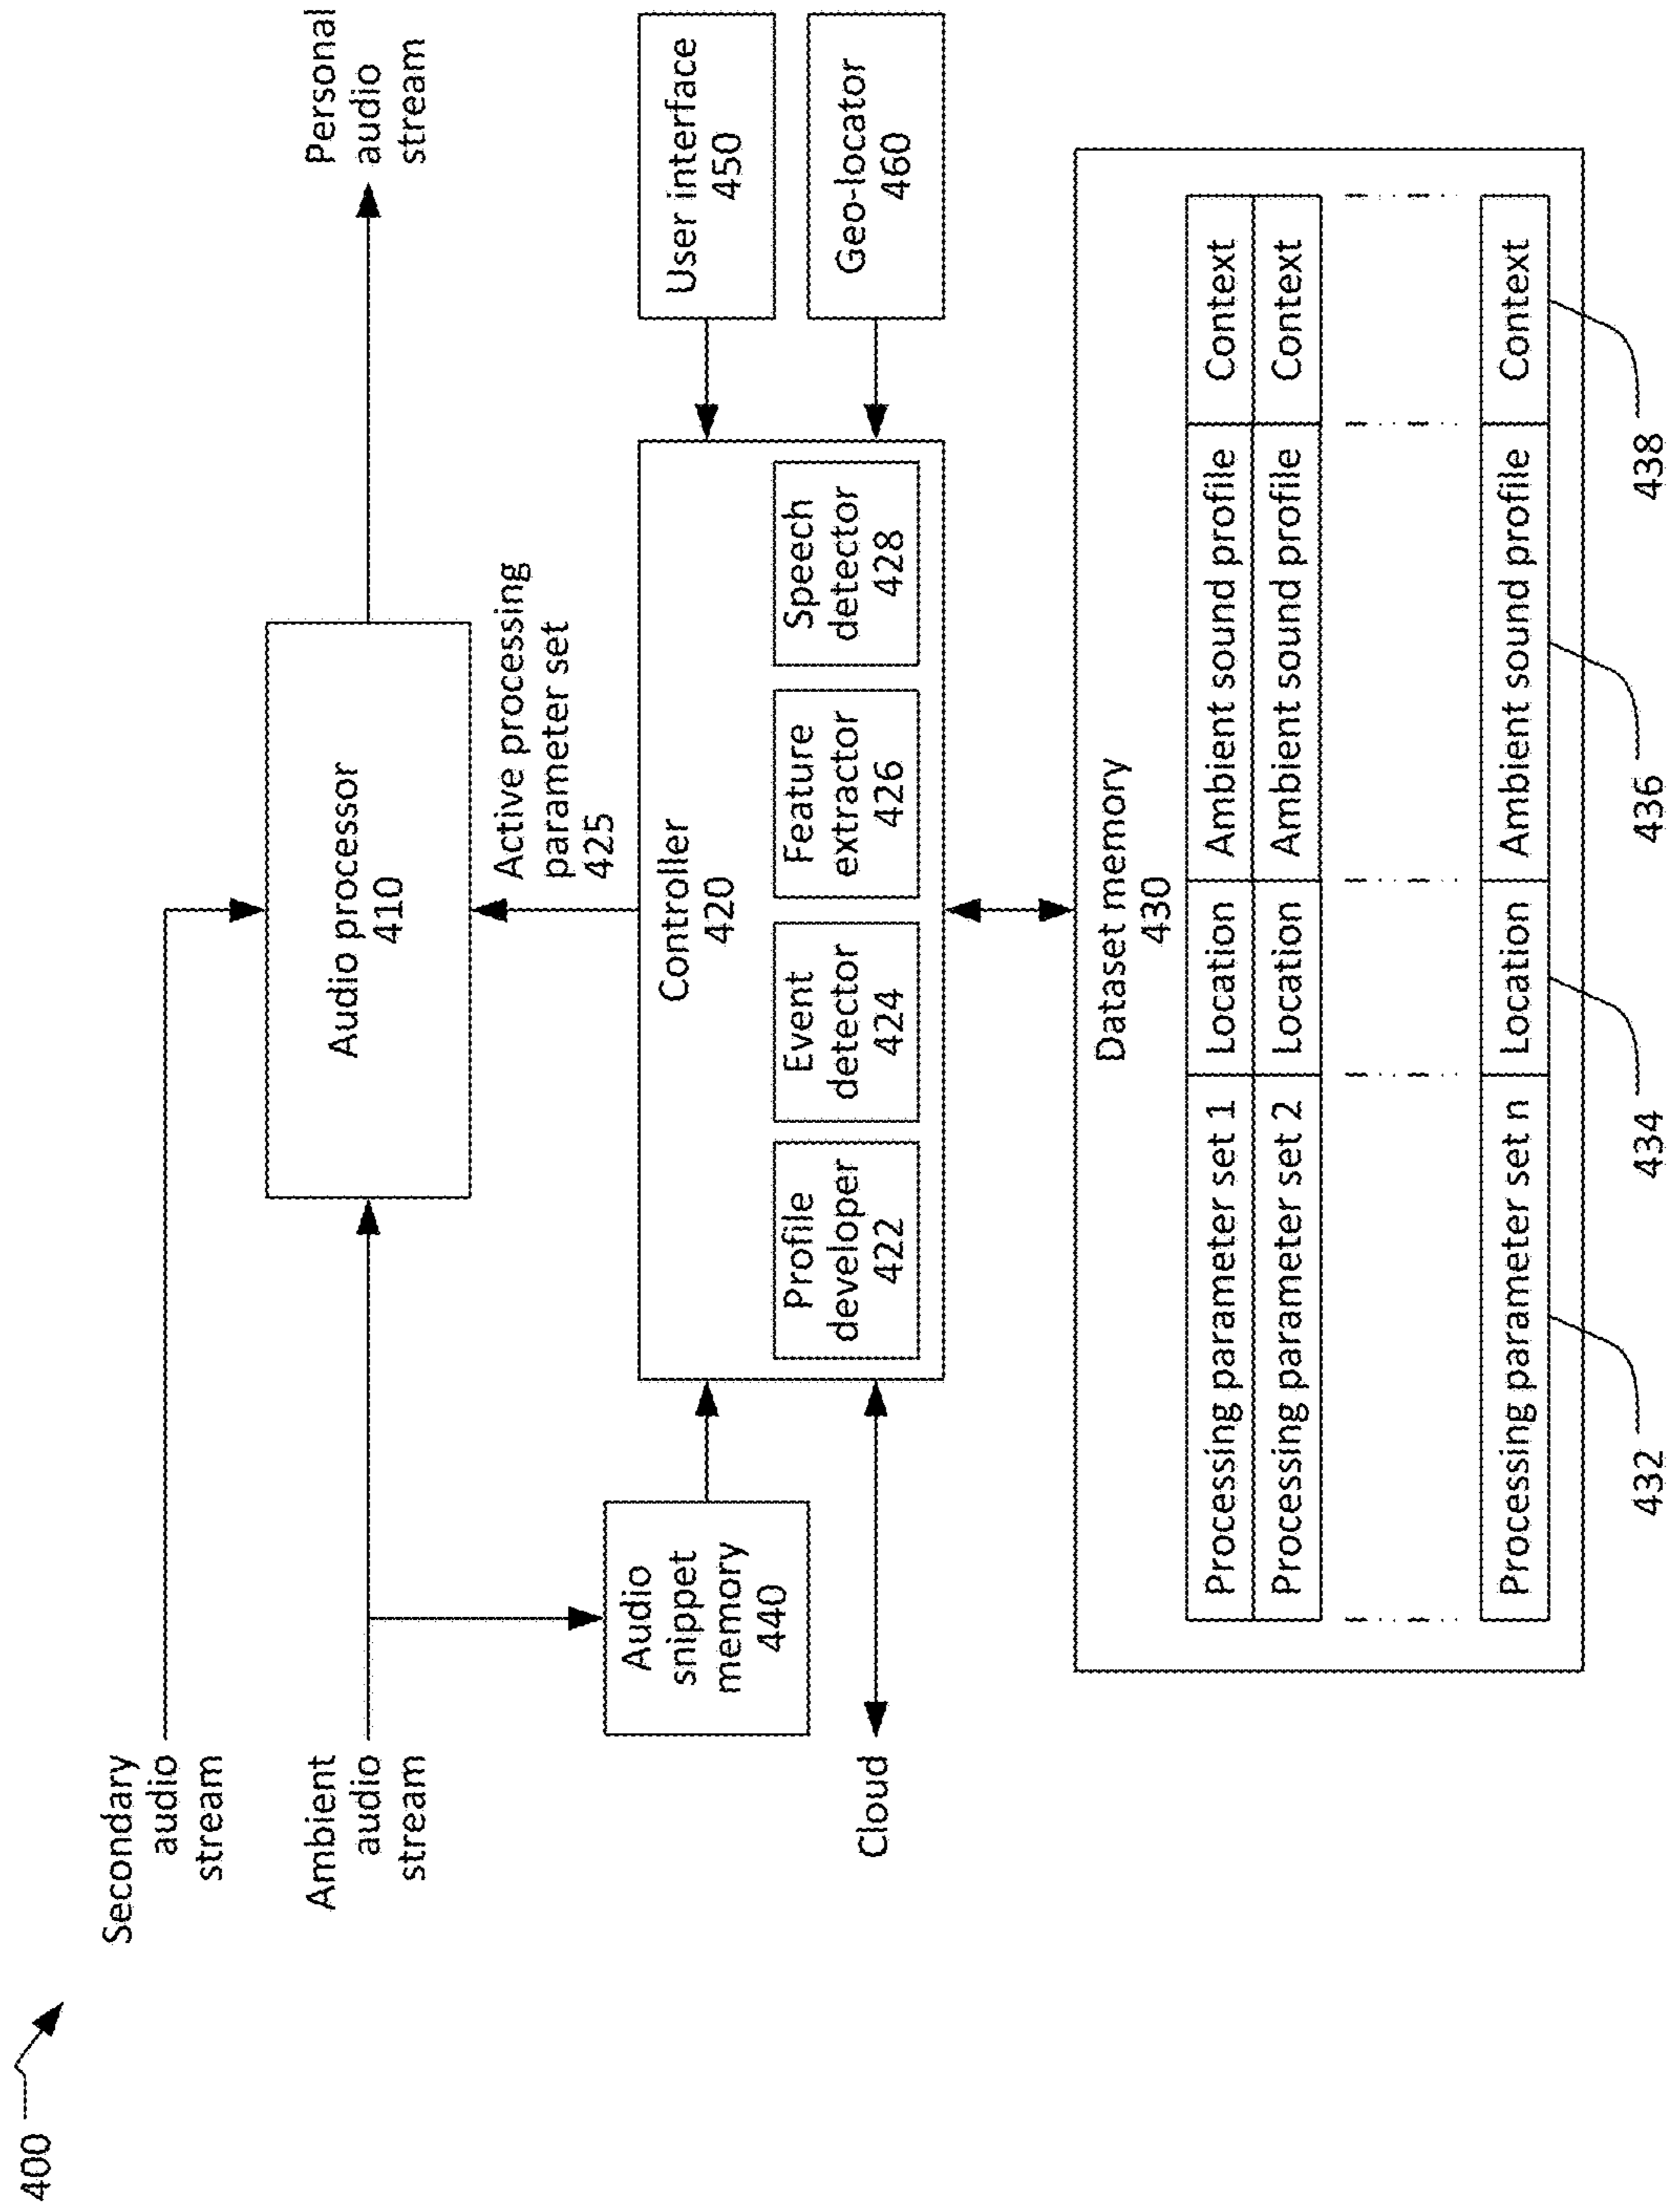 400
Secondary
audio
stream
Ambient
audio
stream
Personal
audio
stream
Audio processor
410
Active processing
parameter set
425
Audio
snippet
memory
440
Cloud
Controller
420
Profile
developer
422
Event
detector
424
Feature
extractor
426
Speech
detector
428
User interface
450
Geo-locator
460
Dataset memory
430
Processing parameter set 1 Location Ambient sound profile Context
Processing parameter set 2 Location Ambient sound profile Context
Processing parameter set n Location Ambient sound profile Context
432 434 436 438